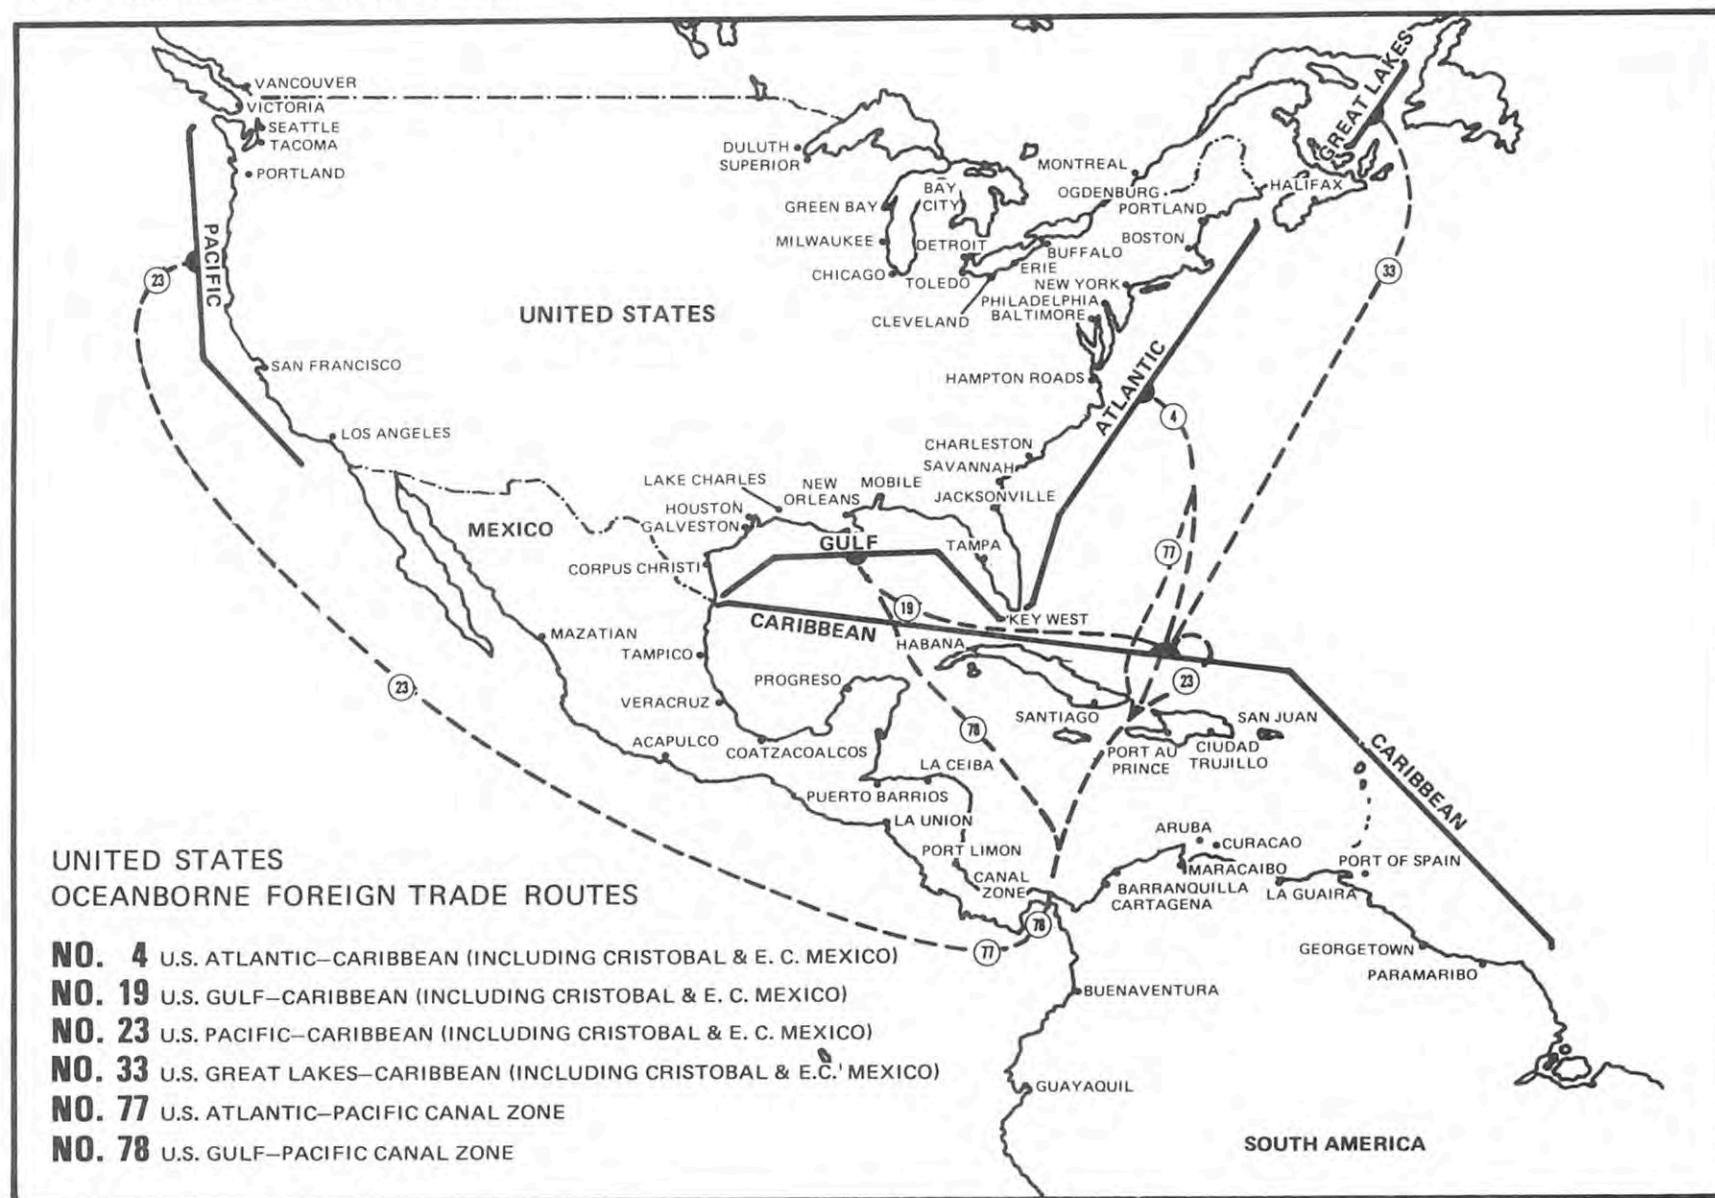 VANCOUVER
VICTORIA
SEATTLE
TACOMA
PORTLAND
PACIFIC
23
SAN FRANCISCO
LOS ANGELES
UNITED STATES
DULUTH
SUPERIOR
GREEN BAY
MILWAUKEE
CHICAGO
BAY
CITY
DETROIT
TOLEDO
CLEVELAND
ERIE
BUFFALO
MONTREAL
OGDENBURG
PORTLAND
BOSTON
HALIFAX
GREAT LAKES
33
NEW YORK
PHILADELPHIA
BALTIMORE
HAMPTON ROADS
ATLANTIC
4
CHARLESTON
SAVANNAH
JACKSONVILLE
LAKE CHARLES
NEW
ORLEANS
MOBILE
HOUSTON
GALVESTON
GULF
TAMPA
77
CORPUS CHRISTI
MEXICO
19
KEY WEST
CARIBBEAN
HABANA
MAZATIAN
TAMPICO
PROGRESO
VERACRUZ
23
23
78
SANTIAGO
SAN JUAN
PORT AU
PRINCE
CIUDAD
TRUJILLO
CARIBBEAN
ACAPULCO
COATZACOALCOS
LA CEIBA
PUERTO BARRIOS
LA UNION
PORT LIMON
CANAL
ZONE
ARUBA
CURACAO
MARACAIBO
BARRANQUILLA
CARTAGENA
LA GUAIRA
PORT OF SPAIN
GEORGETOWN
PARAMARIBO
78
77
BUENAVENTURA
GUAYAQUIL
SOUTH AMERICA
UNITED STATES
OCEANBORNE FOREIGN TRADE ROUTES
NO. 4 U.S. ATLANTIC–CARIBBEAN (INCLUDING CRISTOBAL & E. C. MEXICO)
NO. 19 U.S. GULF–CARIBBEAN (INCLUDING CRISTOBAL & E. C. MEXICO)
NO. 23 U.S. PACIFIC–CARIBBEAN (INCLUDING CRISTOBAL & E. C. MEXICO)
NO. 33 U.S. GREAT LAKES–CARIBBEAN (INCLUDING CRISTOBAL & E.C. MEXICO)
NO. 77 U.S. ATLANTIC–PACIFIC CANAL ZONE
NO. 78 U.S. GULF–PACIFIC CANAL ZONE